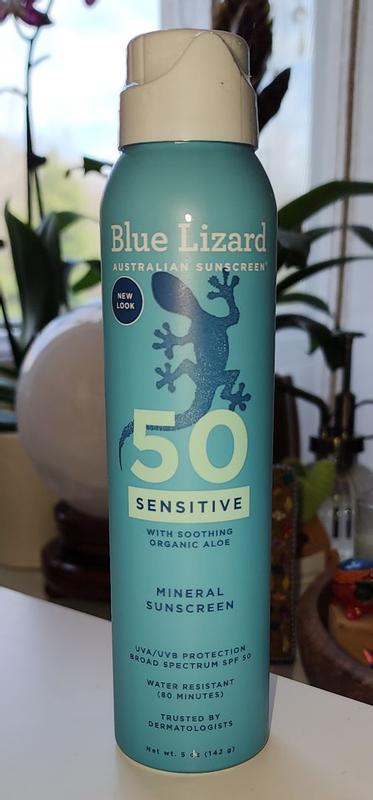 Blue Lizard
AUSTRALIAN SUNSCREEN®
NEW
LOOK
50
SENSITIVE
WITH SOOTHING
ORGANIC ALOE
MINERAL
SUNSCREEN
UVA/UVB PROTECTION
BROAD SPECTRUM SPF 50
WATER RESISTANT
(80 MINUTES)
TRUSTED BY
DERMATOLOGISTS
Net wt. 5 oz (142 g)